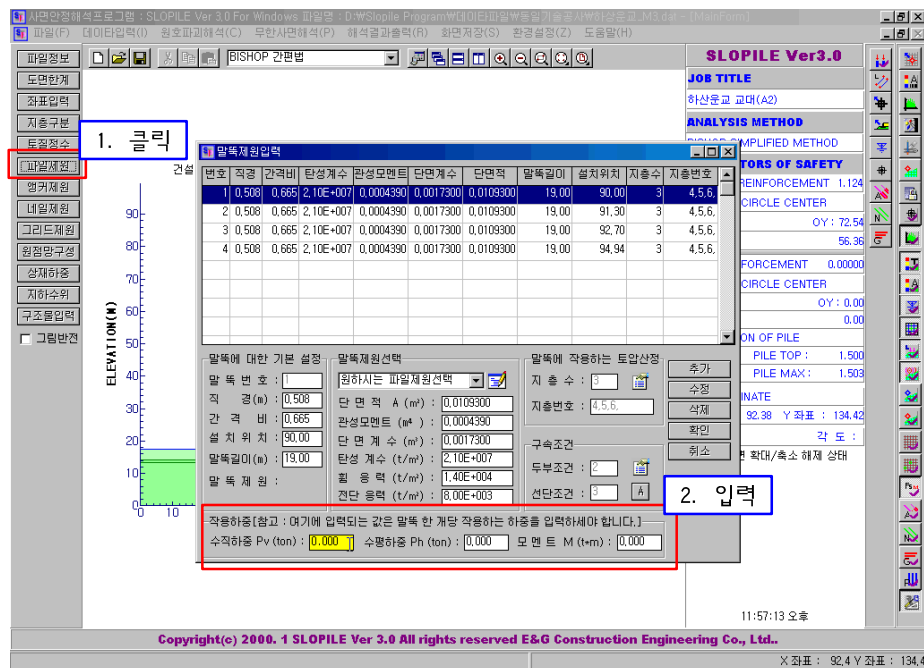 사면안정해석프로그램 : SLOPILE Ver 3.0 For Windows 파일명 : D:₩Slopile Program₩데이타파일₩동일기술공사₩하상운교_M3.dat - [Mainform]
파일(F) 데이타입력(I) 원호파괴해석(C) 무한사면해석(P) 해석결과출력(R) 화면저장(S) 환경설정(Z) 도움말(H)
BISHOP 간편법
파일정보
도면한계
좌표입력
지층구분
토질정수
파일제원
앵커제원
네일제원
그리드제원
원점망구성
상재하중
지하수위
구조물입력
그림반전
1. 클릭
건설
ELEVATION(M)
90
80
70
60
50
40
30
20
10
0
0 10
말뚝제원입력
번호 직경 간격비 탄성계수 관성모멘트 단면계수 단면적 말뚝길이 설치위치 지층수 지층번호
1 0,508 0,665 2,10E+007 0,0004390 0,0017300 0,0109300 19,00 90,00 3 4,5,6,
2 0,508 0,665 2,10E+007 0,0004390 0,0017300 0,0109300 19,00 91,30 3 4,5,6,
3 0,508 0,665 2,10E+007 0,0004390 0,0017300 0,0109300 19,00 92,70 3 4,5,6,
4 0,508 0,665 2,10E+007 0,0004390 0,0017300 0,0109300 19,00 94,94 3 4,5,6,
말뚝에 대한 기본 설정
말 뚝 번 호 : 1
직 경(m) : 0,508
간 격 비 : 0,665
설 치 위 치 : 90,00
말뚝길이(m) : 19,00
말 뚝 제 원 :
말뚝제원선택
원하시는 파일제원선택
단 면 적 A (m²) : 0,0109300
관성모멘트 (m⁴) : 0,0004390
단 면 계 수 (m³) : 0,0017300
탄성 계수 (t/m²) : 2,10E+007
휨 응 력 (t/m²) : 1,40E+004
전단 응력 (t/m²) : 8,00E+003
말뚝에 작용하는 토압산정
지 층 수 : 3
지층번호 : 4,5,6,
구속조건
두부조건 : 2
선단조건 : 3 A
추가
수정
삭제
확인
취소
2. 입력
작용하중[참고 : 여기에 입력되는 값은 말뚝 한 개당 작용하는 하중을 입력하세야 합니다.]
수직하중 Pv (ton) : 0.000 수평하중 Ph (ton) : 0,000 모 멘 트 M (t*m) : 0,000
SLOPILE Ver3.0
JOB TITLE
하산운교 교대(A2)
ANALYSIS METHOD
MPLIFIED METHOD
TORS OF SAFETY
REINFORCEMENT 1.124
CIRCLE CENTER
OY : 72.54
56.36
FORCEMENT 0.00000
CIRCLE CENTER
OY : 0.00
0.00
ON OF PILE
PILE TOP : 1.500
PILE MAX : 1.503
INATE
92.38 Y 좌표 : 134.42
각 도 :
면 확대/축소 해제 상태
11:57:13 오후
Copyright(c) 2000. 1 SLOPILE Ver 3.0 All rights reserved E&G Construction Engineering Co., Ltd..
X 좌표 : 92,4 Y 좌표 : 134,4